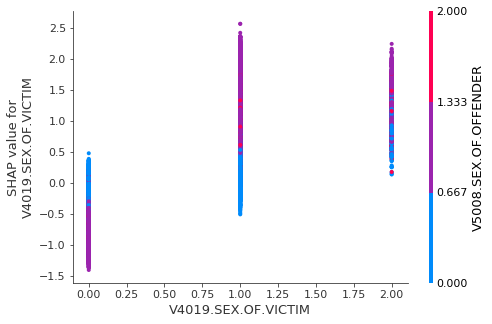 2.5
2.0
1.5
1.0
0.5
0.0
−0.5
−1.0
−1.5
SHAP value for
V4019.SEX.OF.VICTIM
0.00 0.25 0.50 0.75 1.00 1.25 1.50 1.75 2.00
V4019.SEX.OF.VICTIM
2.000
1.333
0.667
0.000
V5008.SEX.OF.OFFENDER